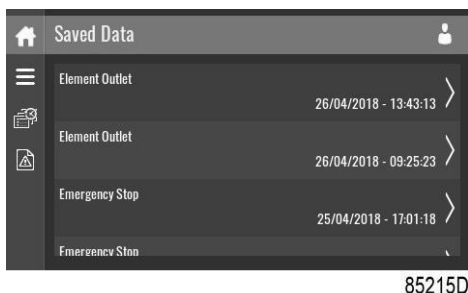 Saved Data
Element Outlet
26/04/2018 - 13:43:13
Element Outlet
26/04/2018 - 09:25:23
Emergency Stop
25/04/2018 - 17:01:18
Emergency Stop
85215D